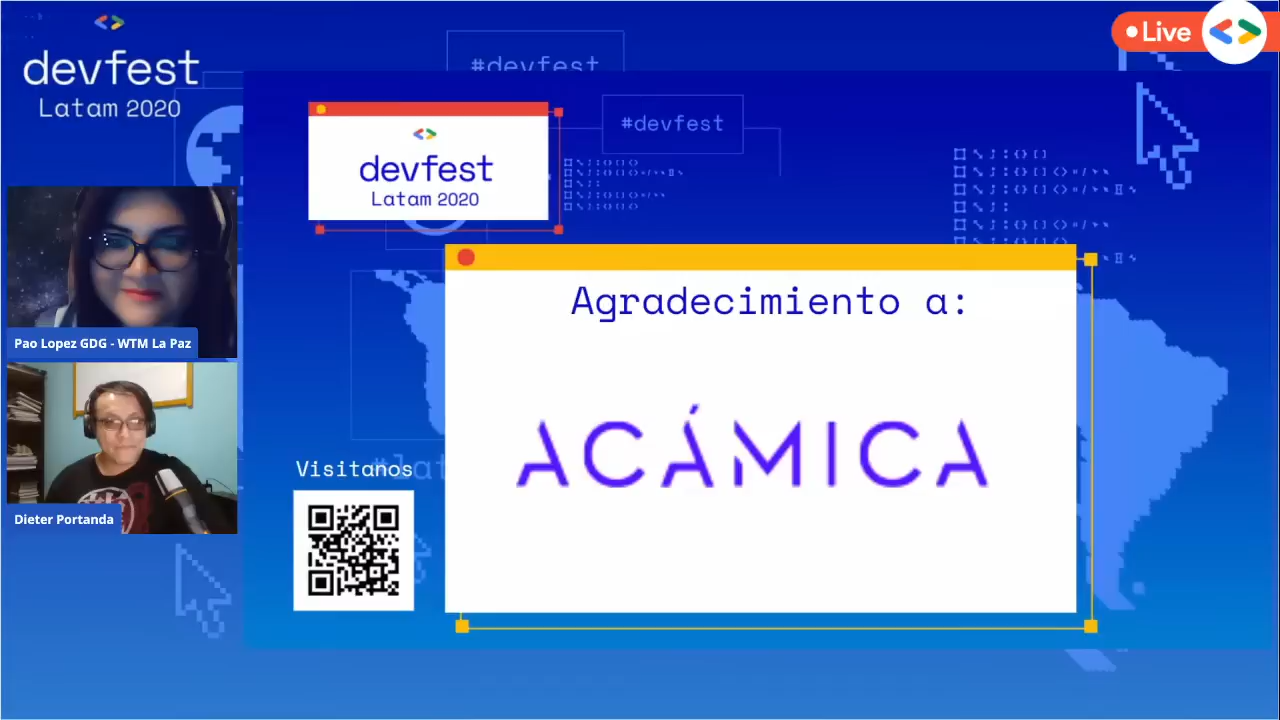 devfest
Latam 2020
Live
#devfest
#devfest
devfest
Latam 2020
Agradecimiento a:
ACÁMICA
Visitanos
Pao Lopez GDG - WTM La Paz
Dieter Portanda